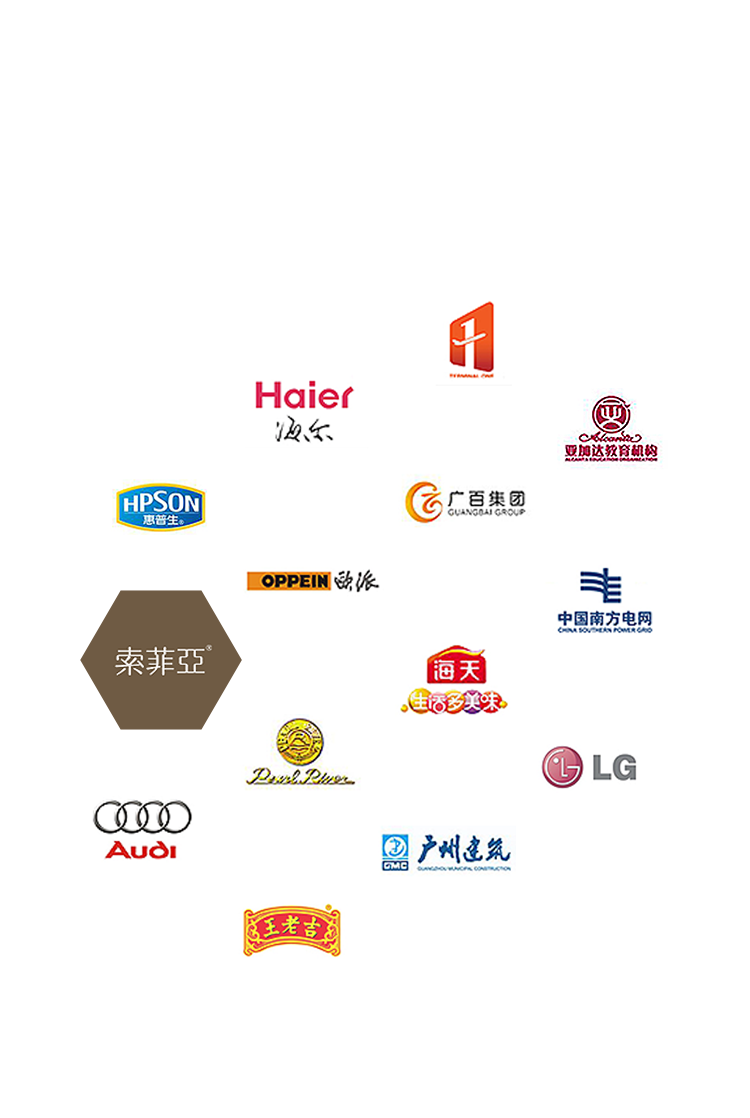 TERMINAL ONE
Haier
海尔
Alcanta
亚加达教育机构
ALCANTA EDUCATION ORGANIZATION
HPSON
惠普生®
广百集团
GUANGBAI GROUP
OPPEIN 欧派
中国南方电网
CHINA SOUTHERN POWER GRID
索菲亞®
海天
生活多美味
Pearl River
LG
Audi
GMC
广州建筑
GUANGZHOU MUNICIPAL CONSTRUCTION
王老吉®